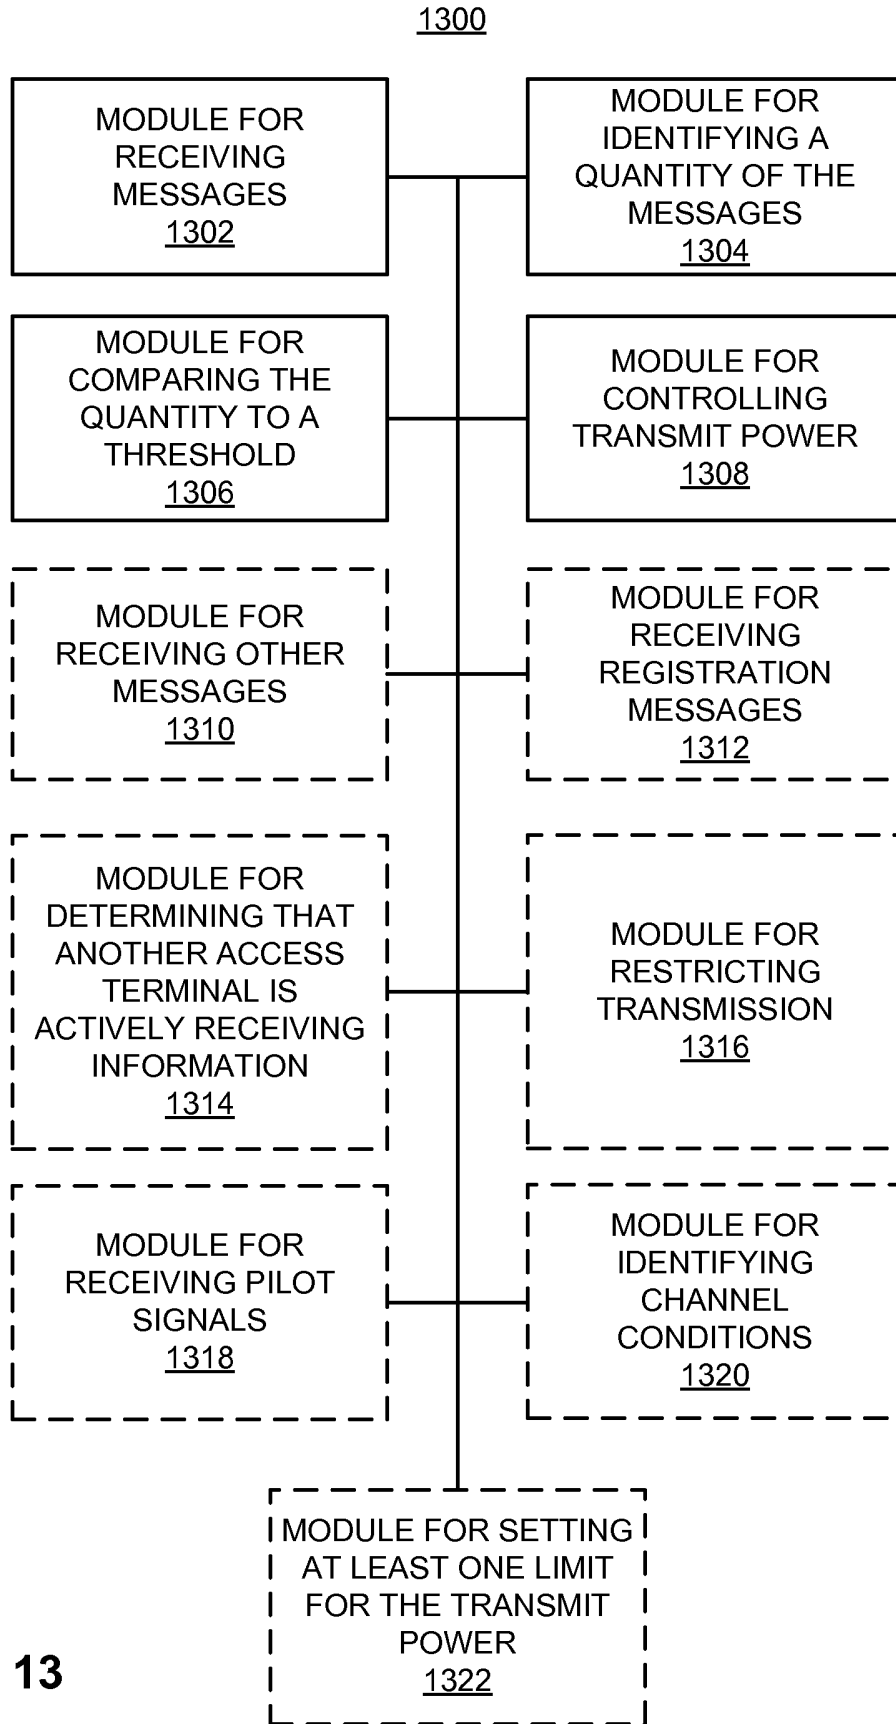 1300
MODULE FOR
RECEIVING
MESSAGES
1302
MODULE FOR
IDENTIFYING A
QUANTITY OF THE
MESSAGES
1304
MODULE FOR
COMPARING THE
QUANTITY TO A
THRESHOLD
1306
MODULE FOR
CONTROLLING
TRANSMIT POWER
1308
MODULE FOR
RECEIVING OTHER
MESSAGES
1310
MODULE FOR
RECEIVING
REGISTRATION
MESSAGES
1312
MODULE FOR
DETERMINING THAT
ANOTHER ACCESS
TERMINAL IS
ACTIVELY RECEIVING
INFORMATION
1314
MODULE FOR
RESTRICTING
TRANSMISSION
1316
MODULE FOR
RECEIVING PILOT
SIGNALS
1318
MODULE FOR
IDENTIFYING
CHANNEL
CONDITIONS
1320
MODULE FOR SETTING
AT LEAST ONE LIMIT
FOR THE TRANSMIT
POWER
1322
13